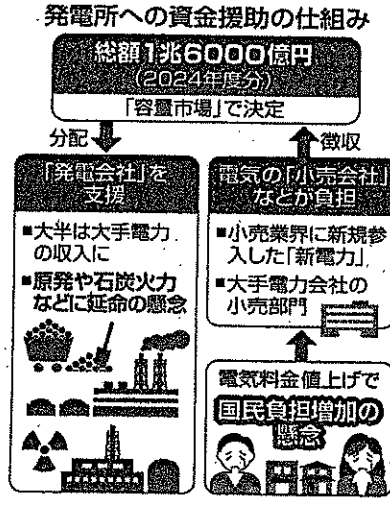 発電所への資金援助の仕組み
総額1兆6000億円
(2024年度分)
「容量市場」で決定
分配
徴収
「発電会社」を
支援
■大半は大手電力
の収入に
■原発や石炭火力
などに延命の懸念
電気の「小売会社」
などが負担
■小売業界に新規参
入した「新電力」
■大手電力会社の
小売部門
電気料金値上げで
国民負担増加の
懸念